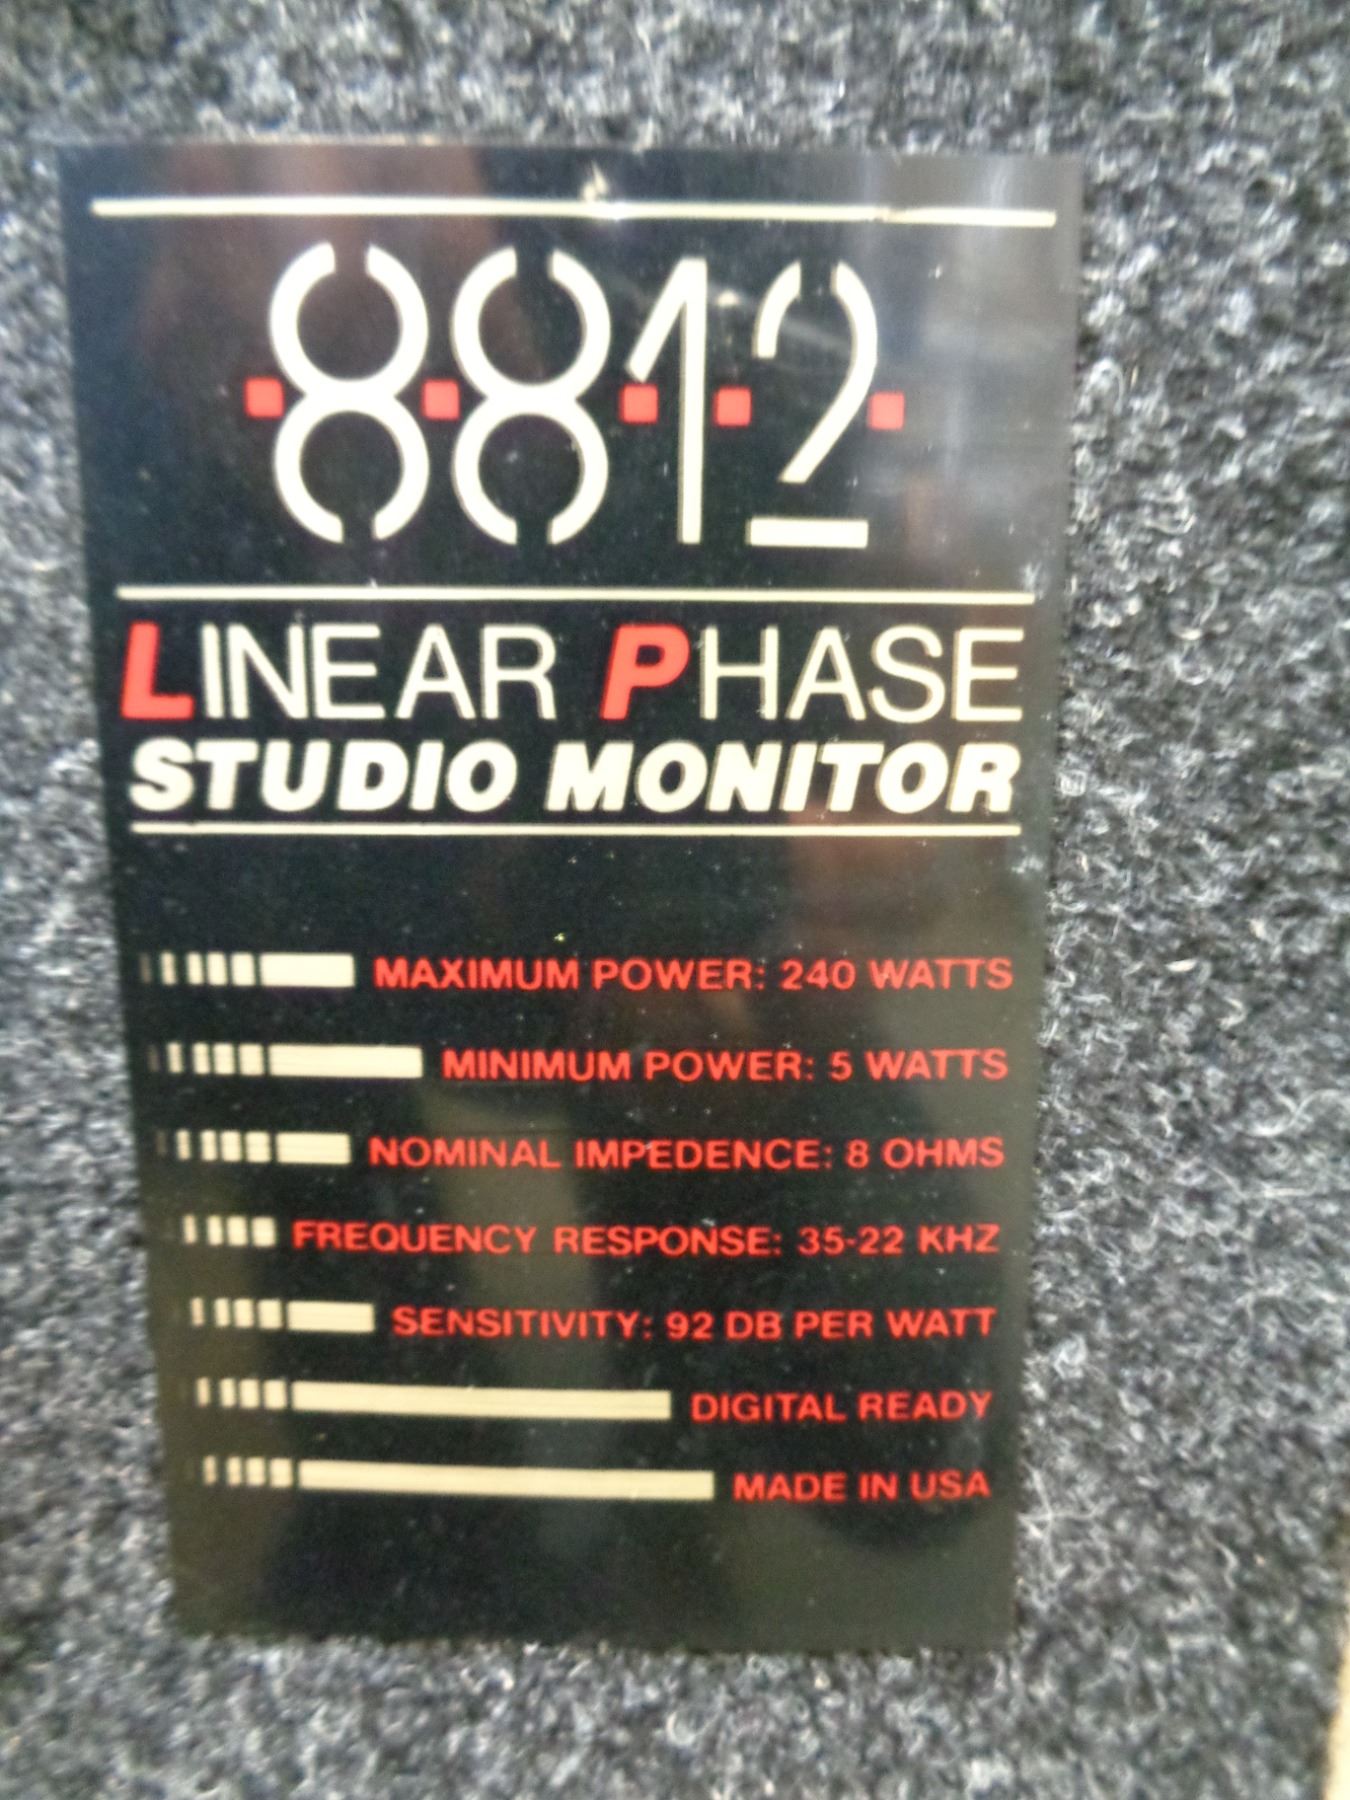 8812
LINEAR PHASE
STUDIO MONITOR
MAXIMUM POWER: 240 WATTS
MINIMUM POWER: 5 WATTS
NOMINAL IMPEDENCE: 8 OHMS
FREQUENCY RESPONSE: 35-22 KHZ
SENSITIVITY: 92 DB PER WATT
DIGITAL READY
MADE IN USA